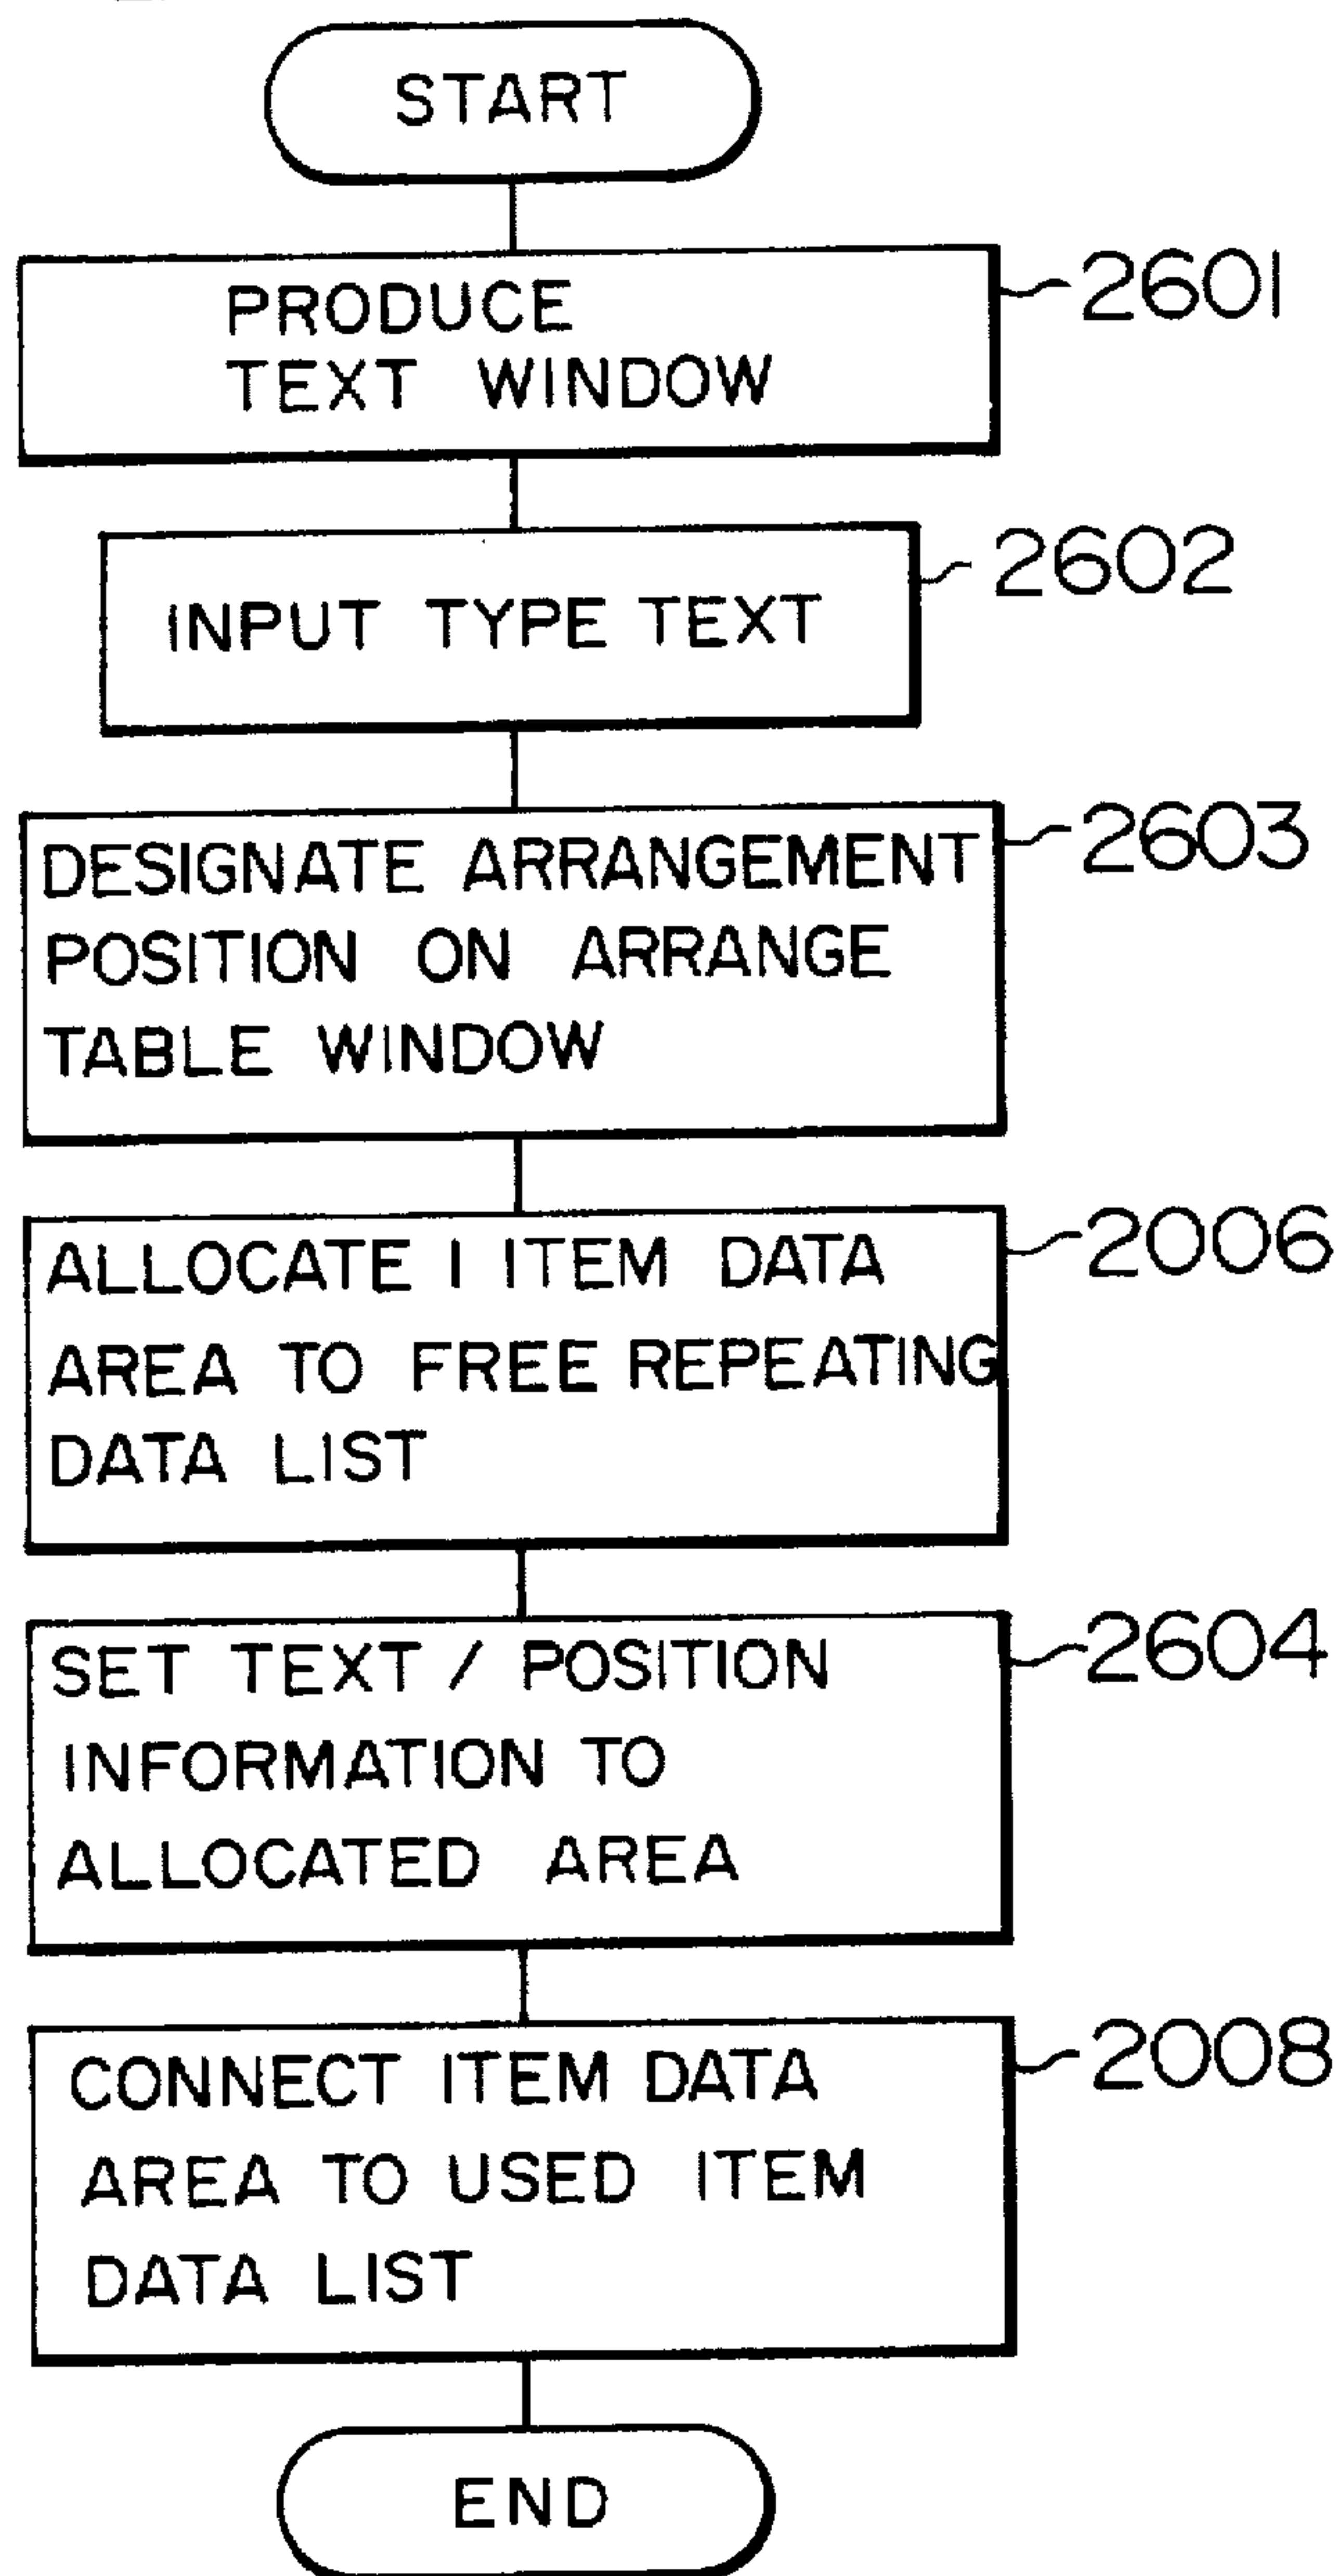 START
PRODUCE 2601
TEXT WINDOW
INPUT TYPE TEXT 2602
DESIGNATE ARRANGEMENT 2603
POSITION ON ARRANGE
TABLE WINDOW
ALLOCATE 1 ITEM DATA 2006
AREA TO FREE REPEATING
DATA LIST
SET TEXT / POSITION 2604
INFORMATION TO
ALLOCATED AREA
CONNECT ITEM DATA 2008
AREA TO USED ITEM
DATA LIST
END